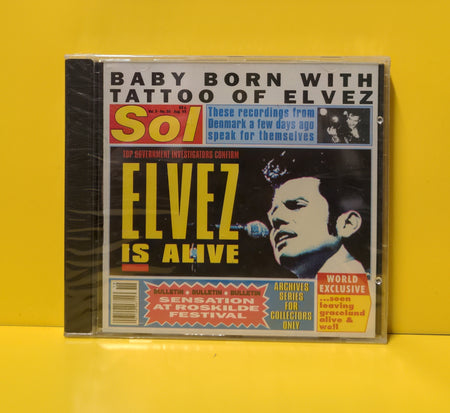 BABY BORN WITH
TATTOO OF ELVEZ
Sol
These recordings from
Denmark a few days ago
speak for themselves
TOP GOVERNMENT INVESTIGATORS CONFIRM
ELVEZ
IS ALIVE
BULLETIN • BULLETIN • BULLETIN
SENSATION
AT ROSKILDE
FESTIVAL
ARCHIVES
SERIES
FOR
COLLECTORS
ONLY
WORLD
EXCLUSIVE
...seen
leaving
graceland
alive &
well